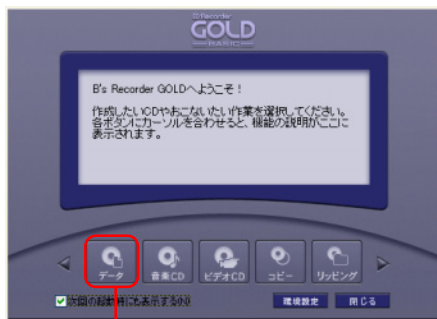 B's Recorder
GOLD
BASIC
B's Recorder GOLDへようこそ！
作成したいCDやおこないたい作業を選択してください。
各ボタンにカーソルを合わせると、機能の説明がここに
表示されます。
データ
音楽CD
ビデオCD
コピー
リッピング
次回の起動時にも表示する(W)
環境設定
閉じる